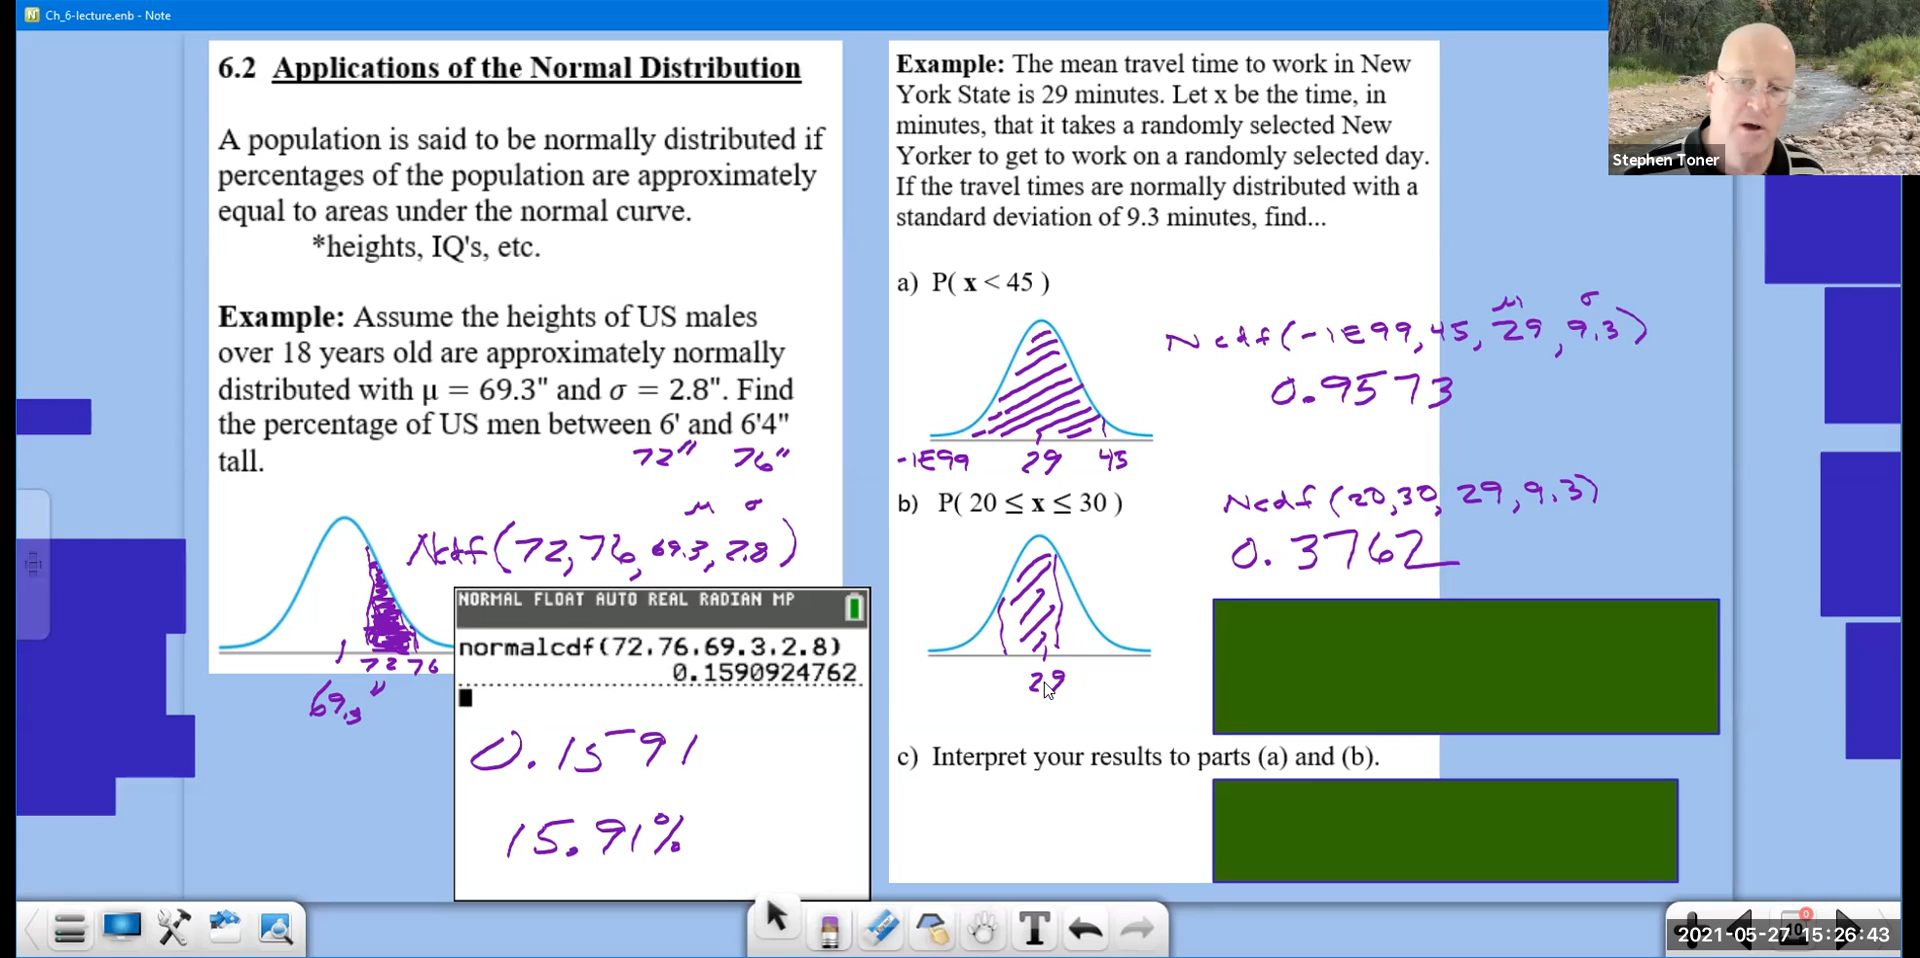 Ch_6-lecture.enb - Note
6.2 Applications of the Normal Distribution
A population is said to be normally distributed if
percentages of the population are approximately
equal to areas under the normal curve.
*heights, IQ's, etc.
Example: Assume the heights of US males
over 18 years old are approximately normally
distributed with μ = 69.3" and σ = 2.8". Find
the percentage of US men between 6' and 6'4"
tall.
72" 76"
μ σ
Ncdf(72,76,69.3,2.8)
72 76
69.3"
NORMAL FLOAT AUTO REAL RADIAN MP
normalcdf(72,76,69.3,2.8)
0.1590924762
0.1591
15.91%
Example: The mean travel time to work in New
York State is 29 minutes. Let x be the time, in
minutes, that it takes a randomly selected New
Yorker to get to work on a randomly selected day.
If the travel times are normally distributed with a
standard deviation of 9.3 minutes, find...
a) P( x < 45 )
μ σ
Ncdf(-1E99,45,29,9.3)
0.9573
-1E99 29 45
b) P( 20 ≤ x ≤ 30 )
Ncdf(20,30,29,9.3)
0.3762
29
c) Interpret your results to parts (a) and (b).
Stephen Toner
T
0
10
2021-05-27 15:26:43